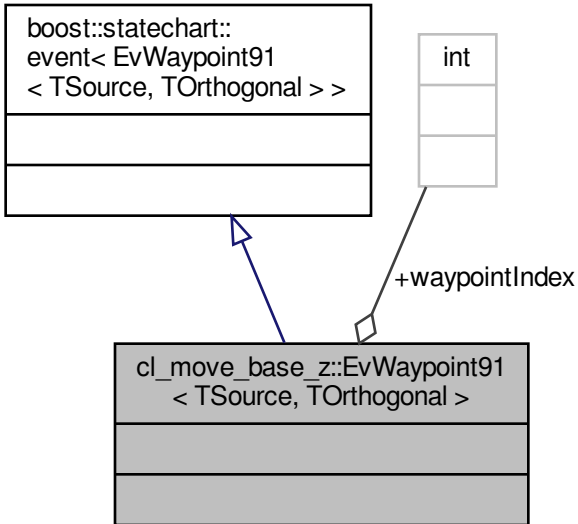 boost::statechart::
event< EvWaypoint91
< TSource, TOrthogonal > >
int
+waypointIndex
cl_move_base_z::EvWaypoint91
< TSource, TOrthogonal >